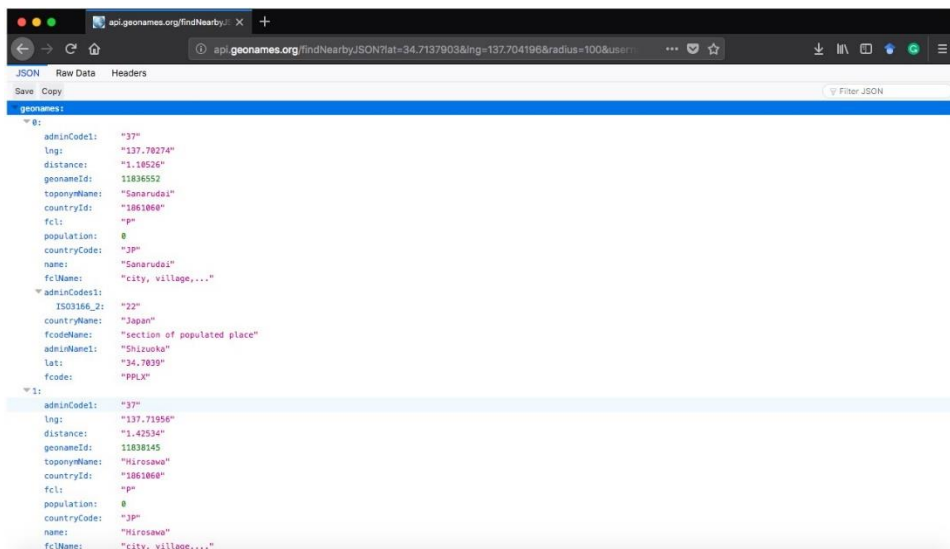 api.geonames.org/findNearbyJS
api.geonames.org/findNearbyJSON?lat=34.7137903&lng=137.704196&radius=100&usern
JSON Raw Data Headers
Save Copy Filter JSON
geonames:
0:
adminCode1: "37"
lng: "137.70274"
distance: "1.10526"
geonameId: 11836552
toponymName: "Sanarudai"
countryId: "1861060"
fcl: "P"
population: 0
countryCode: "JP"
name: "Sanarudai"
fclName: "city, village,..."
adminCodes1:
ISO3166_2: "22"
countryName: "Japan"
fcodeName: "section of populated place"
adminName1: "Shizuoka"
lat: "34.7039"
fcode: "PPLX"
1:
adminCode1: "37"
lng: "137.71956"
distance: "1.42534"
geonameId: 11838145
toponymName: "Hirosawa"
countryId: "1861060"
fcl: "P"
population: 0
countryCode: "JP"
name: "Hirosawa"
fclName: "city, village,..."